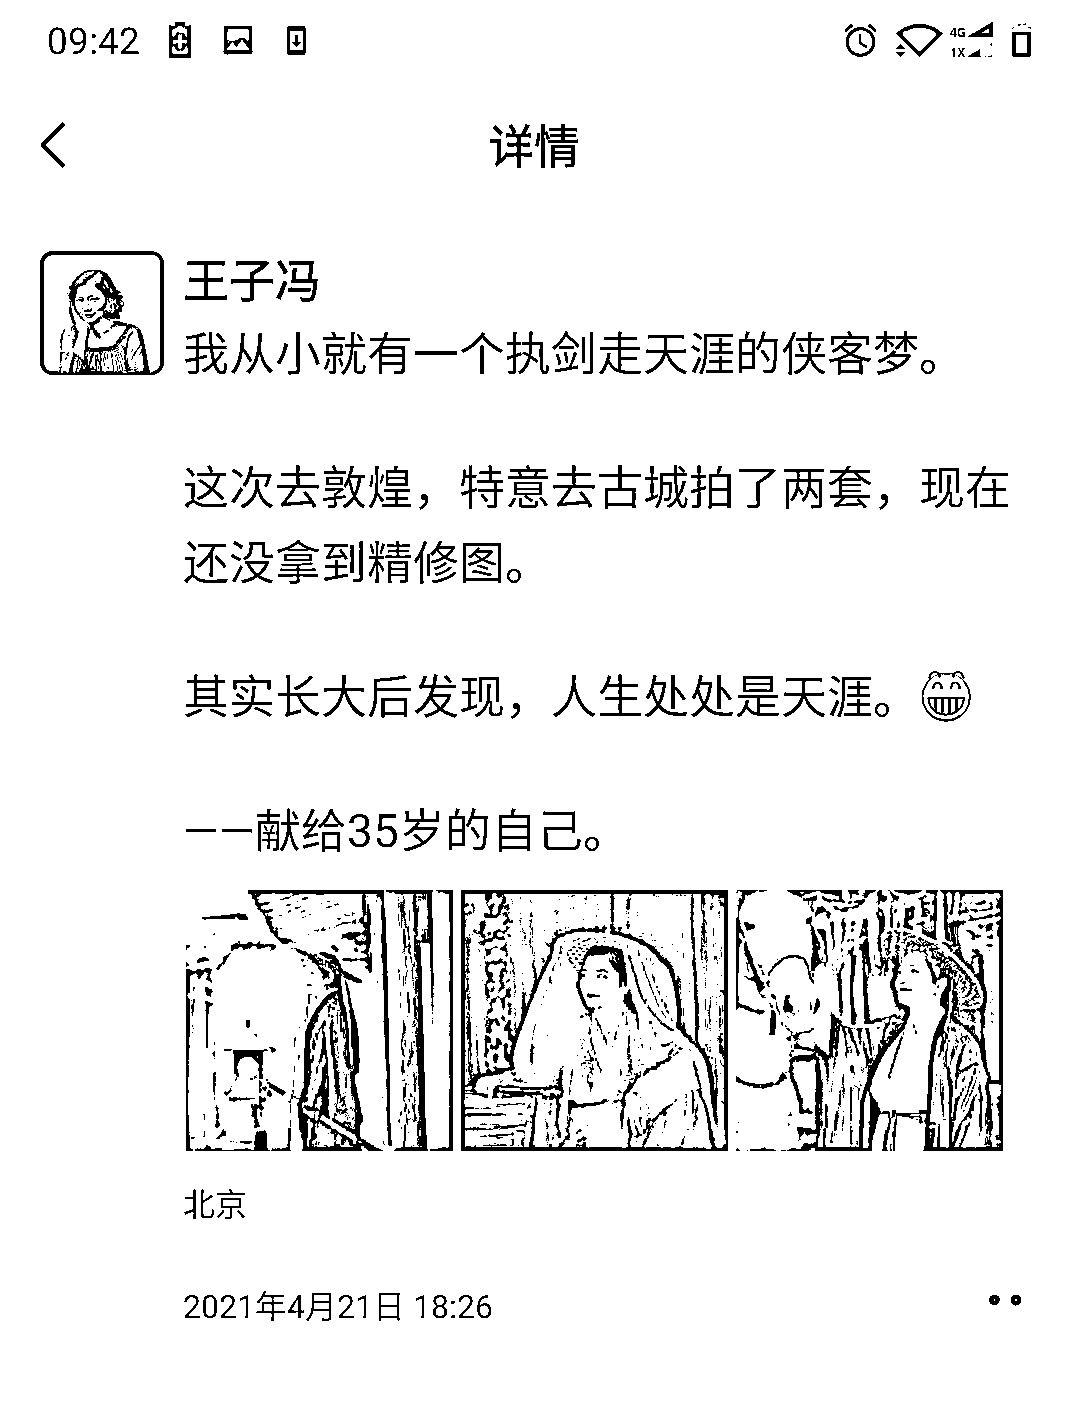 09:42
4G
1X
详情
王子冯
我从小就有一个执剑走天涯的侠客梦。
这次去敦煌，特意去古城拍了两套，现在
还没拿到精修图。
其实长大后发现，人生处处是天涯。😁
——献给35岁的自己。
北京
2021年4月21日 18:26